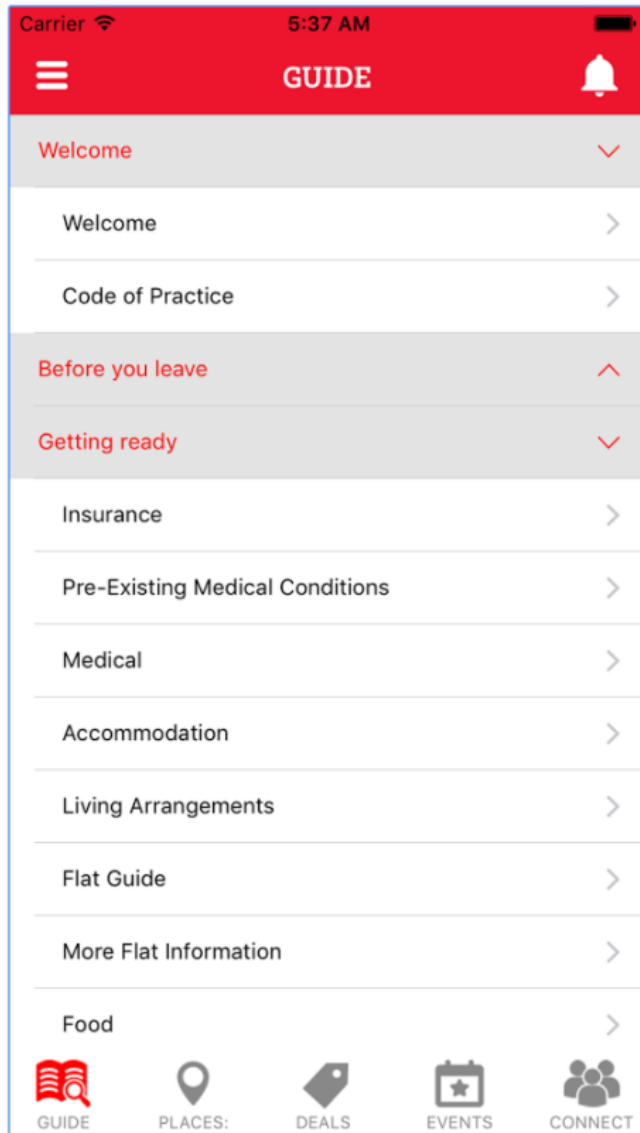 Carrier 5:37 AM
GUIDE
Welcome
Welcome
Code of Practice
Before you leave
Getting ready
Insurance
Pre-Existing Medical Conditions
Medical
Accommodation
Living Arrangements
Flat Guide
More Flat Information
Food
GUIDE PLACES: DEALS EVENTS CONNECT